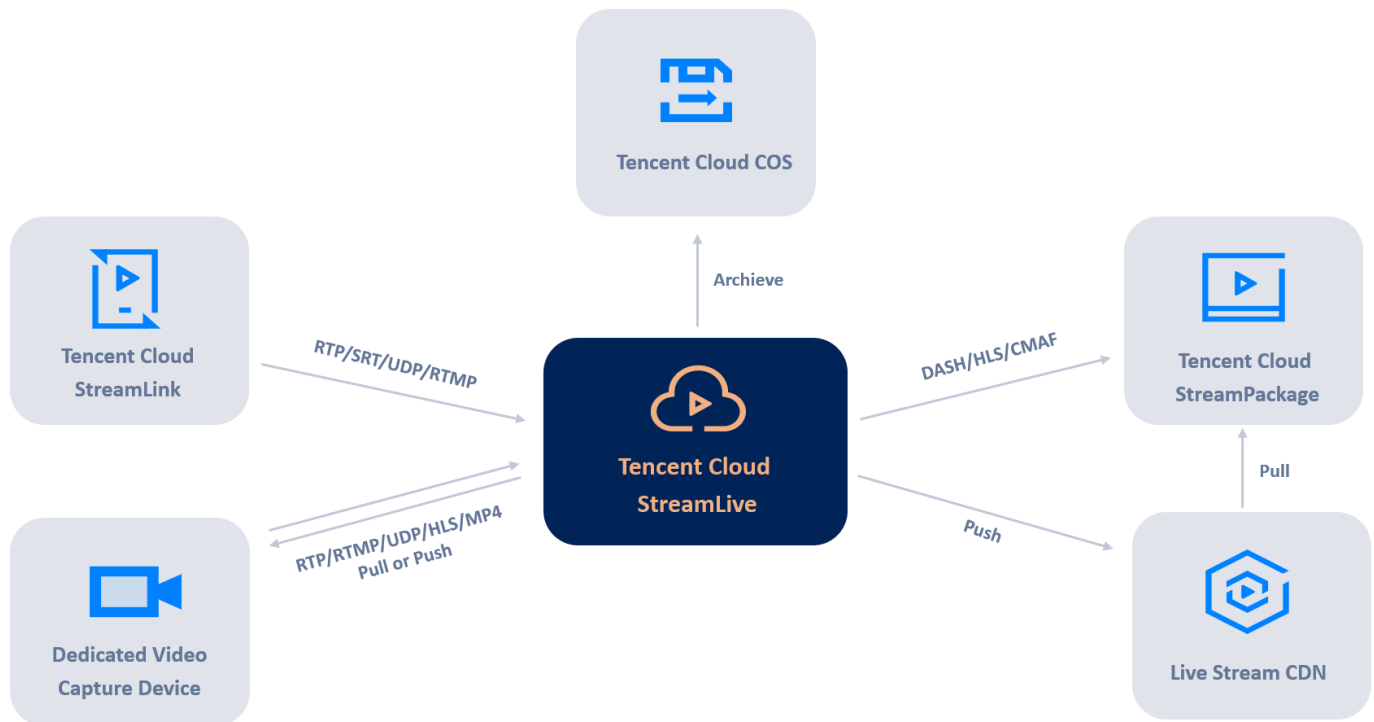 Tencent Cloud COS
Archieve
Tencent Cloud
StreamLink
RTP/SRT/UDP/RTMP
Tencent Cloud
StreamLive
DASH/HLS/CMAF
Tencent Cloud
StreamPackage
RTP/RTMP/UDP/HLS/MP4
Pull or Push
Push
Pull
Dedicated Video
Capture Device
Live Stream CDN